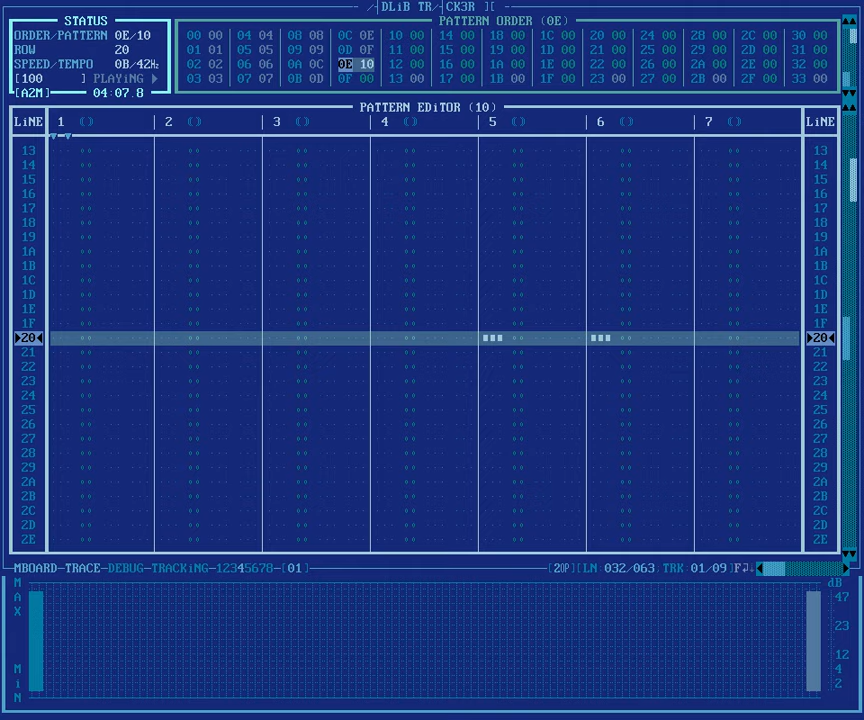 DLiB TR/ CK3R ][
STATUS
PATTERN ORDER (0E)
ORDER/PATTERN 0E/10
ROW 20
SPEED/TEMPO 0B/42Hz
[100 ] PLAYiNG
[A2M] 04:07.8
00 00 04 04 08 08 0C 0E 10 00 14 00 18 00 1C 00 20 00 24 00 28 00 2C 00 30 00
01 01 05 05 09 09 0D 0F 11 00 15 00 19 00 1D 00 21 00 25 00 29 00 2D 00 31 00
02 02 06 06 0A 0C 0E 10 12 00 16 00 1A 00 1E 00 22 00 26 00 2A 00 2E 00 32 00
03 03 07 07 0B 0D 0F 00 13 00 17 00 1B 00 1F 00 23 00 27 00 2B 00 2F 00 33 00
PATTERN EDiTOR (10)
LiNE 1 () 2 () 3 () 4 () 5 () 6 () 7 () LiNE
13 13
14 14
15 15
16 16
17 17
18 18
19 19
1A 1A
1B 1B
1C 1C
1D 1D
1E 1E
1F 1F
20 20
21 21
22 22
23 23
24 24
25 25
26 26
27 27
28 28
29 29
2A 2A
2B 2B
2C 2C
2D 2D
2E 2E
MBOARD-TRACE-DEBUG-TRACKiNG-12345678-[01]
[20P][LN 032/063 TRK 01/09]
MAX
MiN
dB
47
23
12
4
2